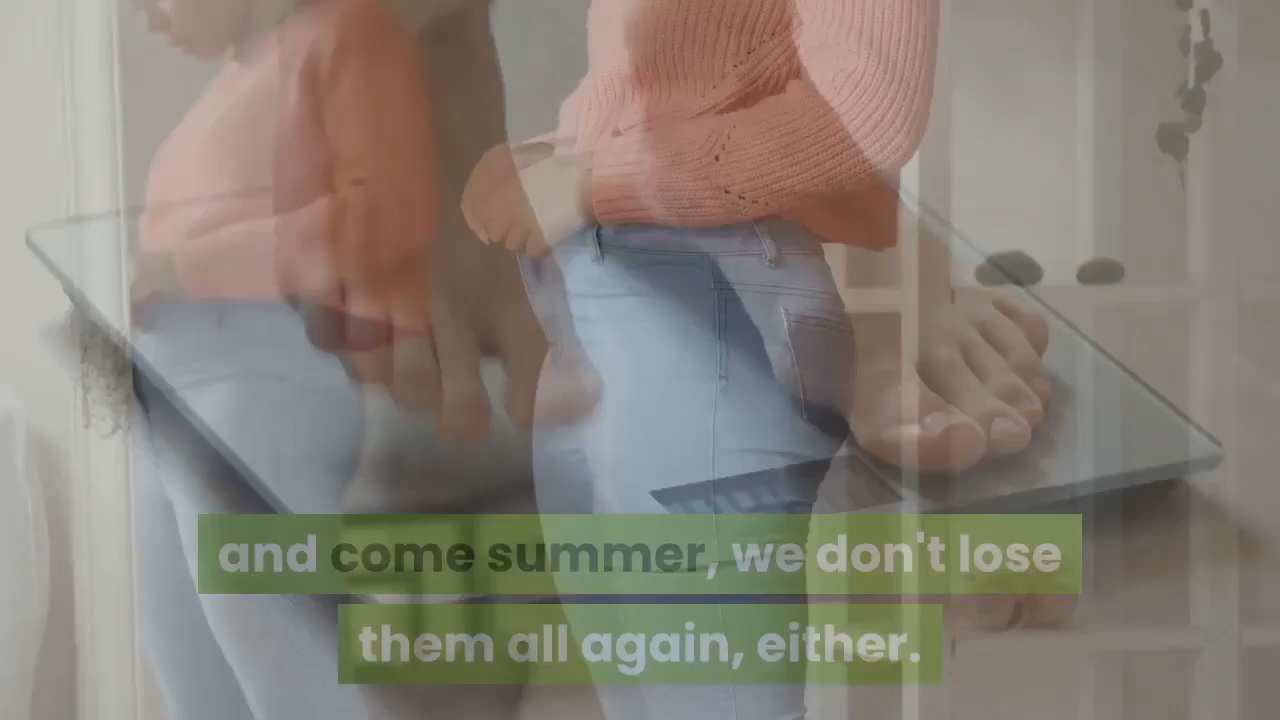 and come summer, we don't lose
them all again, either.